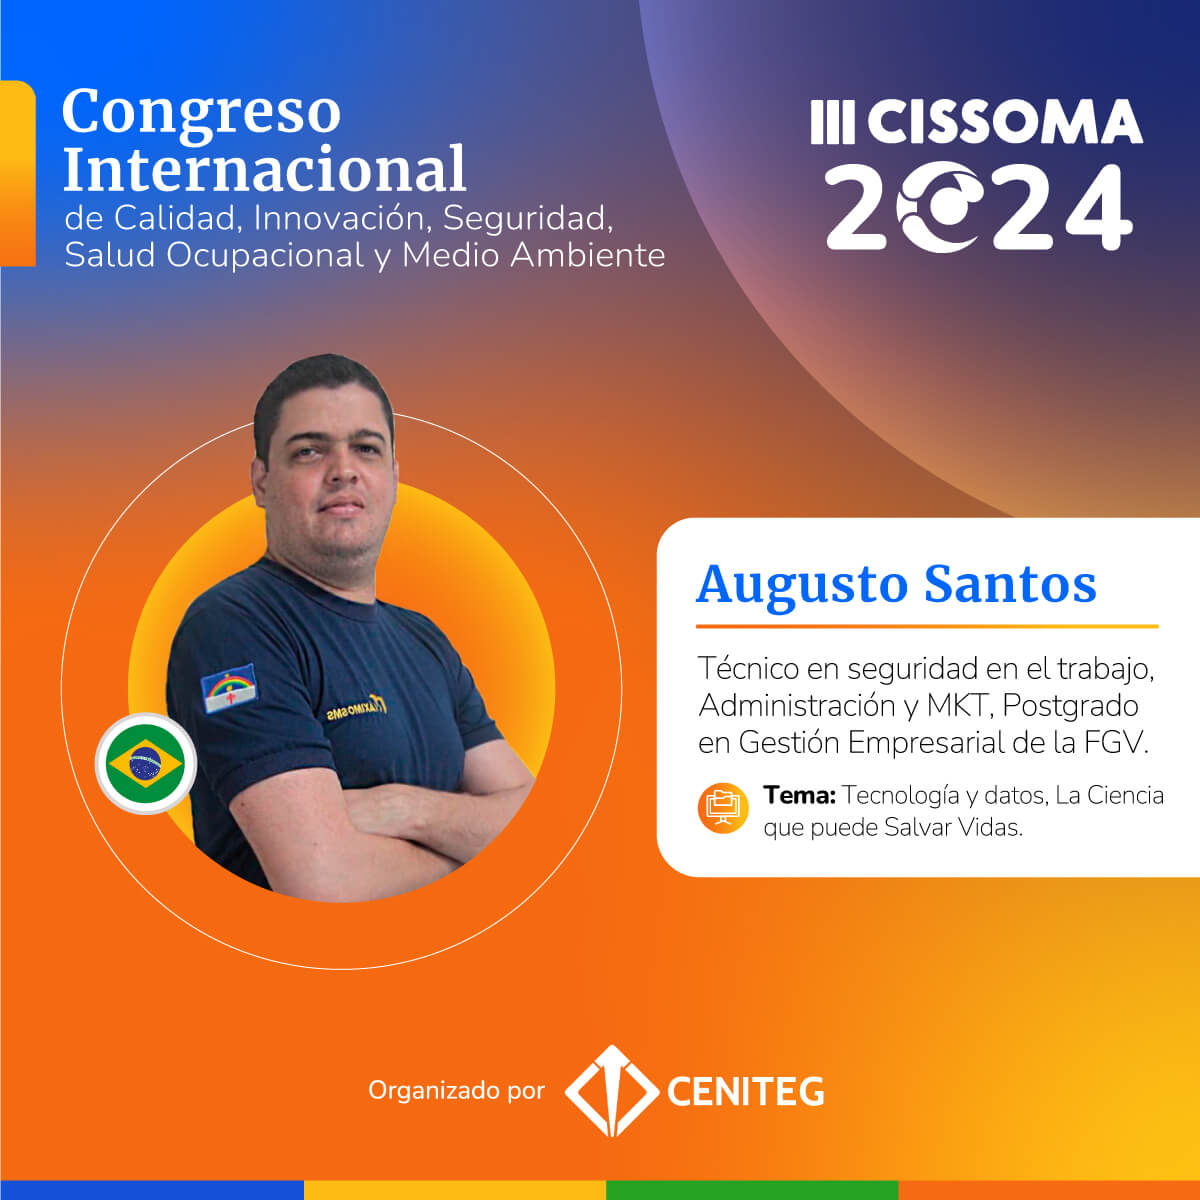 Congreso
Internacional
de Calidad, Innovación, Seguridad,
Salud Ocupacional y Medio Ambiente
III CISSOMA
2024
Augusto Santos
Técnico en seguridad en el trabajo,
Administración y MKT, Postgrado
en Gestión Empresarial de la FGV.
Tema: Tecnología y datos, La Ciencia
que puede Salvar Vidas.
MAXIMOSMS
Organizado por
CENITEG